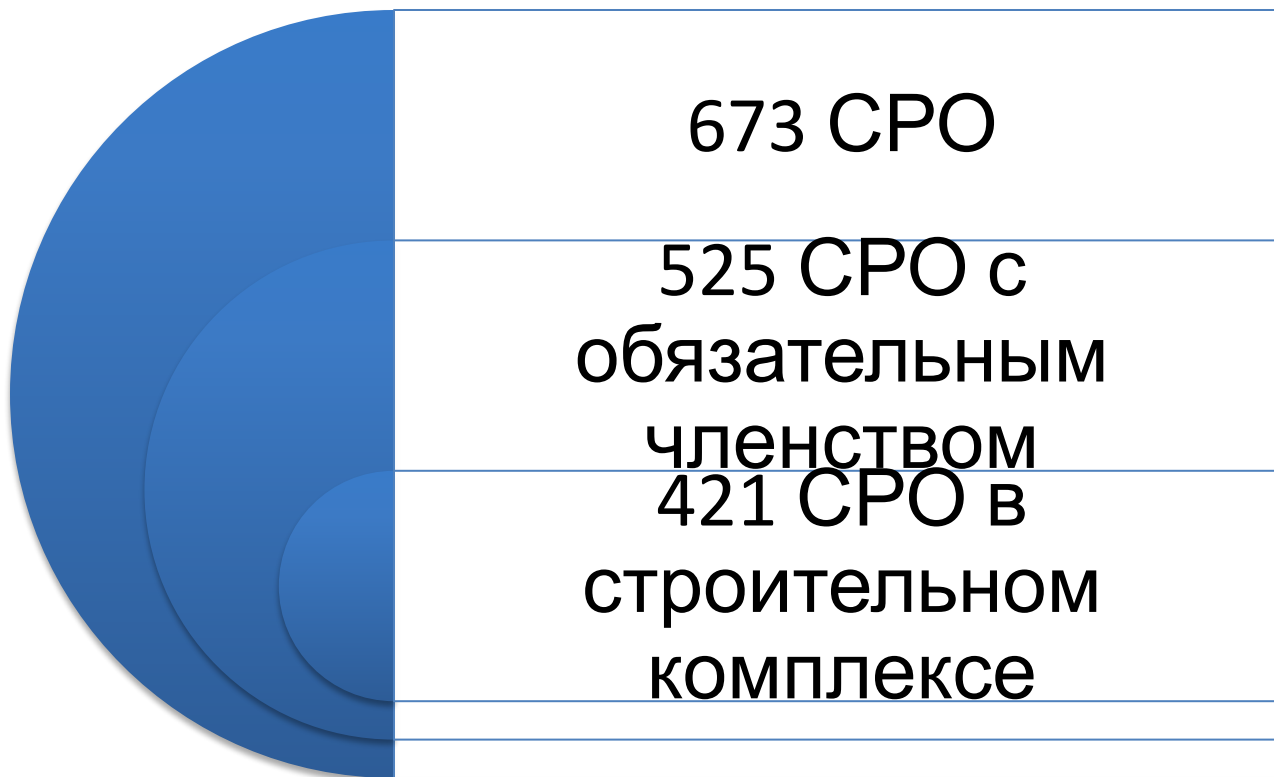 673 СРО
525 СРО с
обязательным
членством
421 СРО в
строительном
комплексе